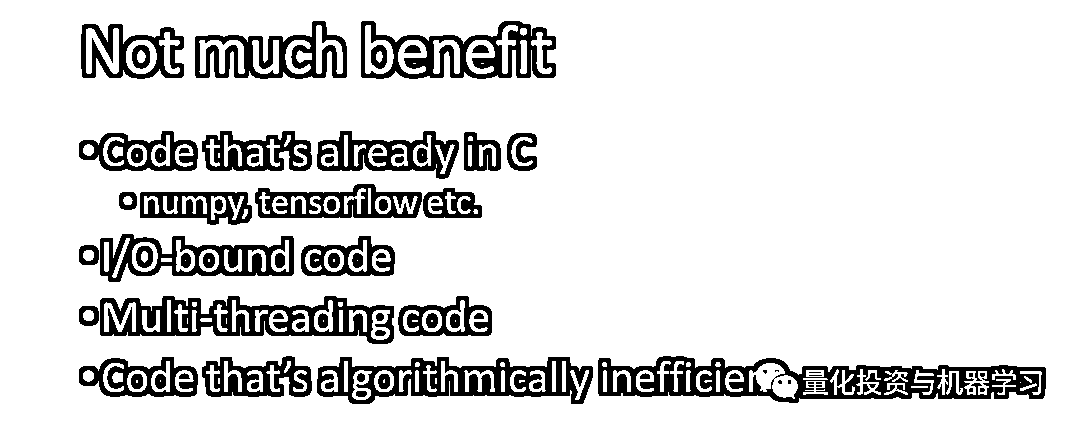 Not much benefit
•Code that's already in C
•numpy, tensorflow etc.
•I/O-bound code
•Multi-threading code
•Code that's algorithmically
量化投资与机器学习